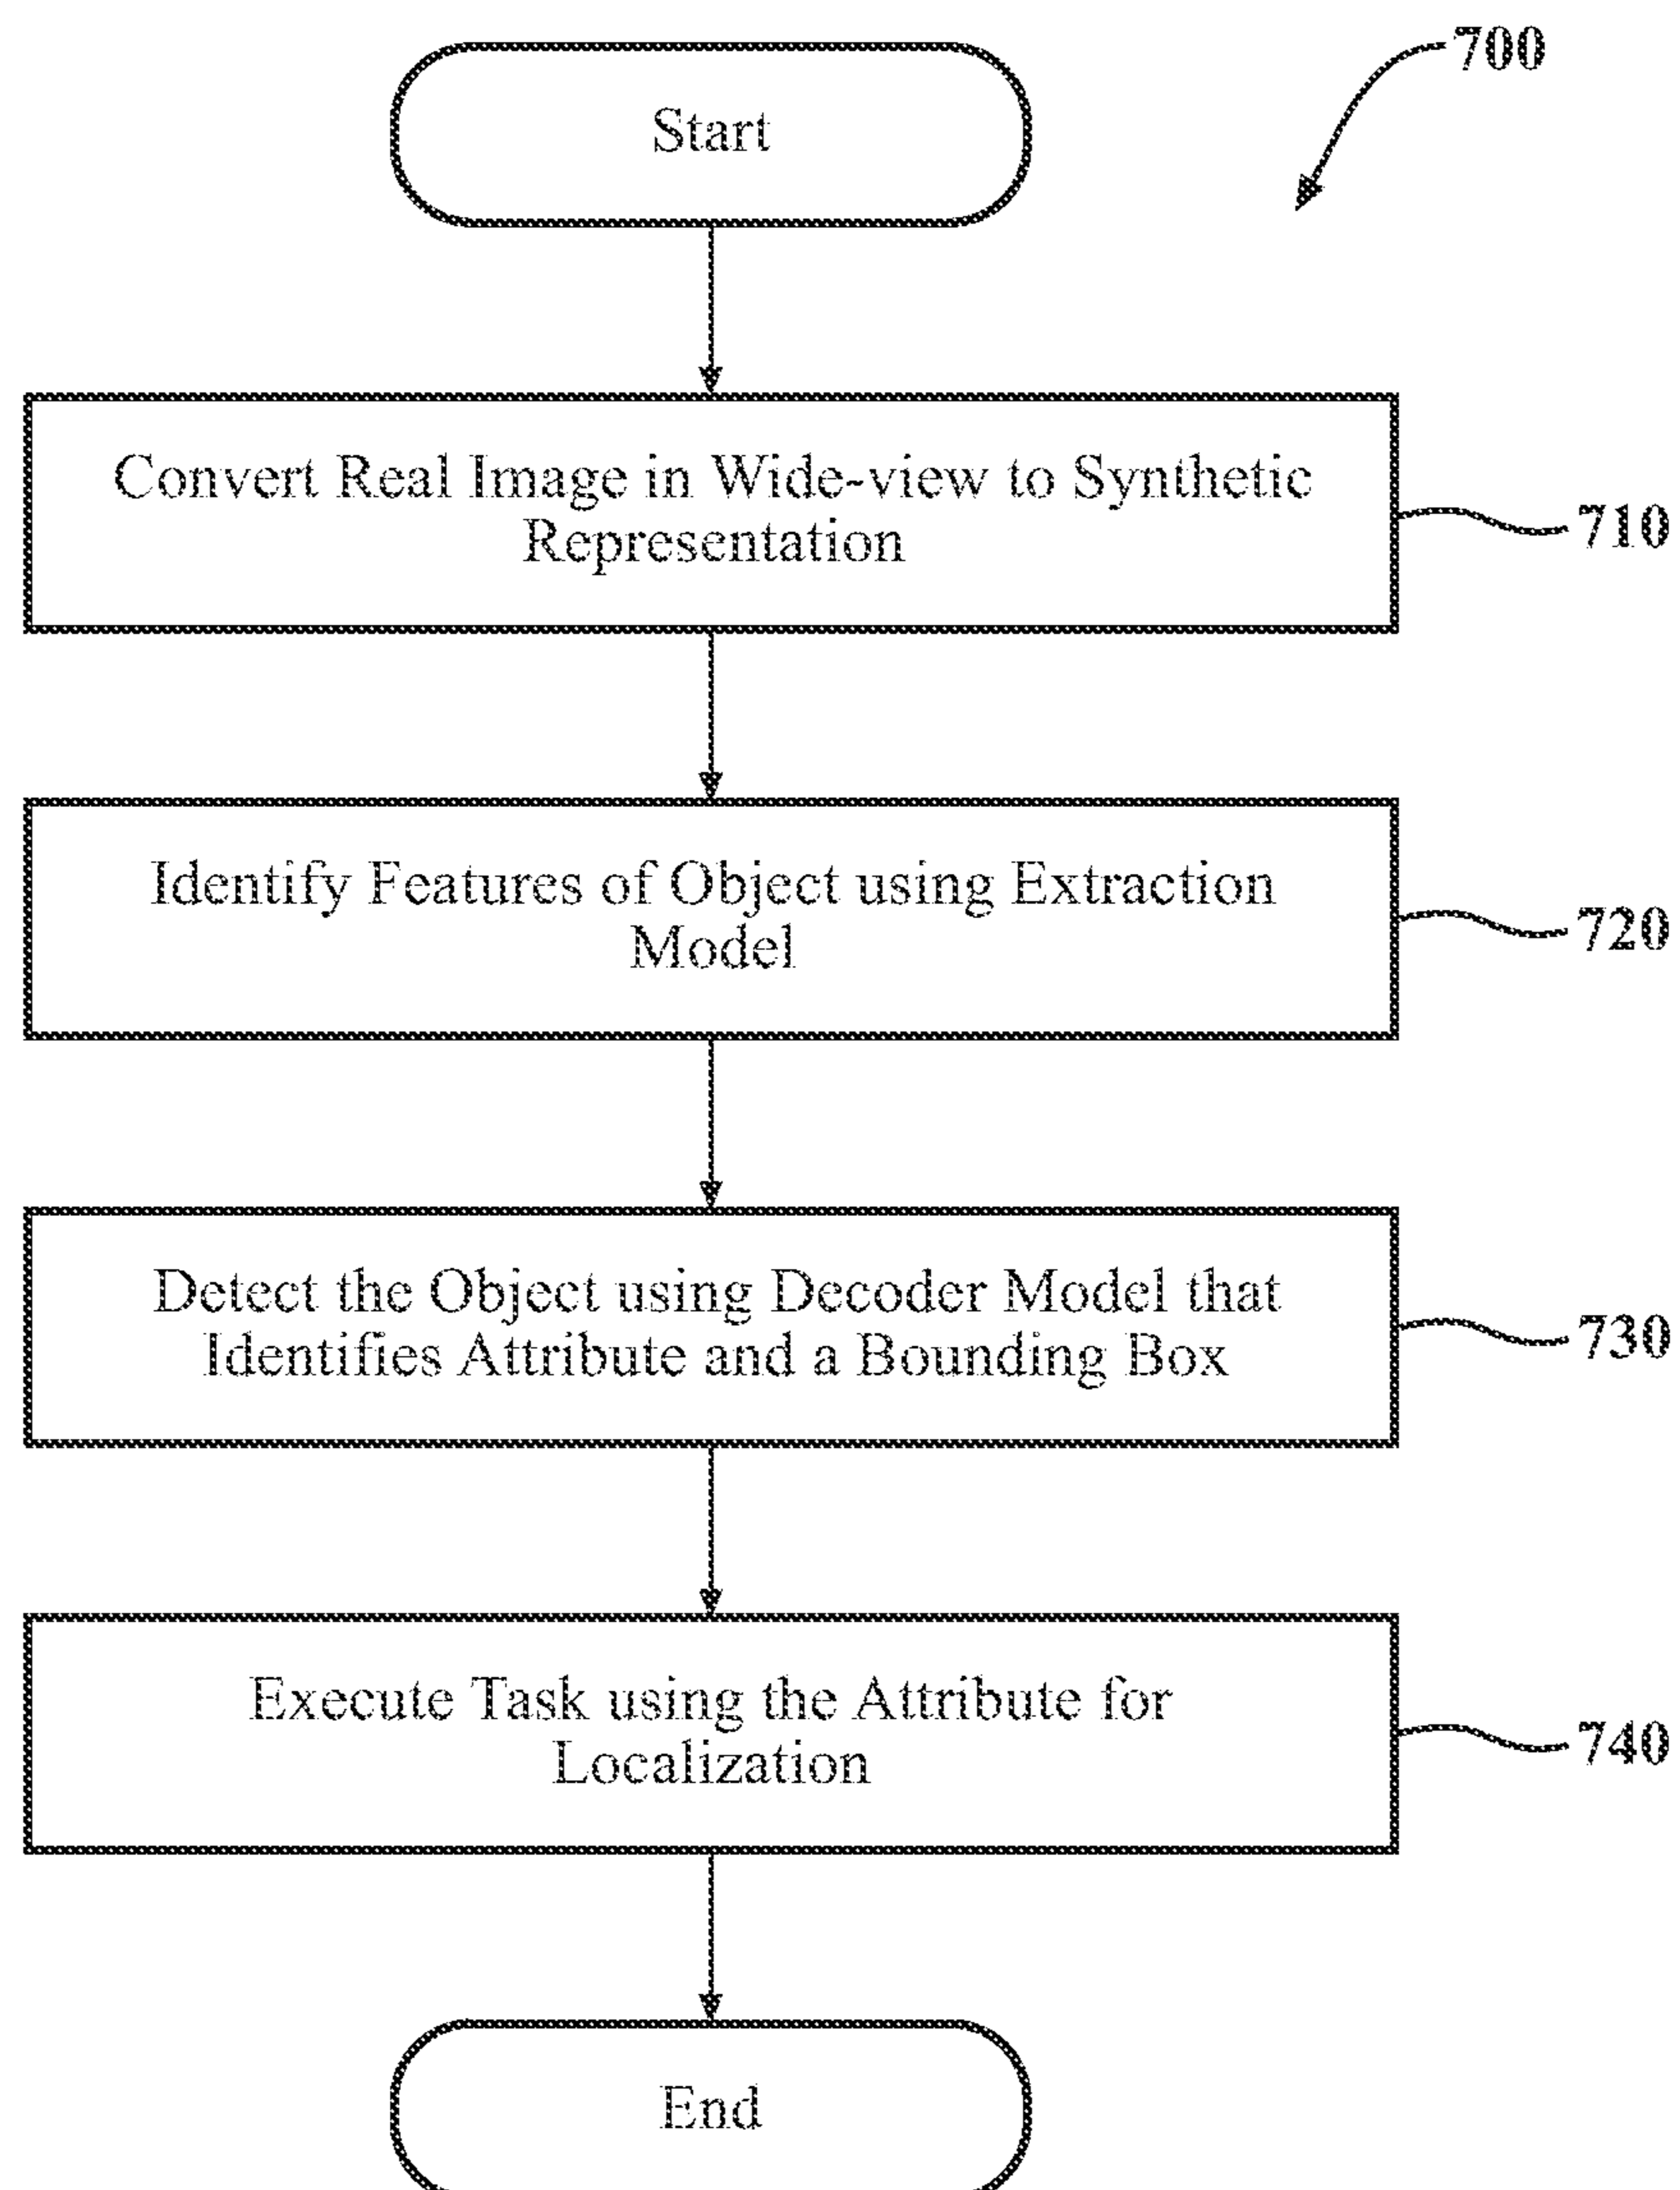 700
Start
Convert Real Image in Wide-view to Synthetic
Representation
710
Identify Features of Object using Extraction
Model
720
Detect the Object using Decoder Model that
Identifies Attribute and a Bounding Box
730
Execute Task using the Attribute for
Localization
740
End